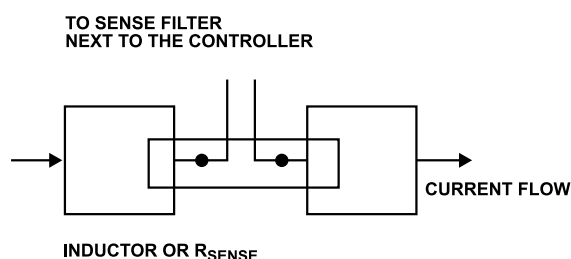 TO SENSE FILTER
NEXT TO THE CONTROLLER
CURRENT FLOW
INDUCTOR OR RSENSE